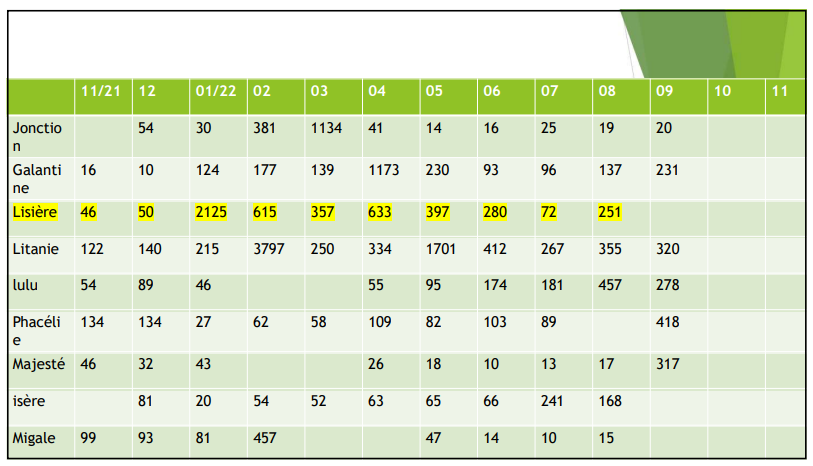 11/21 12 01/22 02 03 04 05 06 07 08 09 10 11
Jonctio 54 30 381 1134 41 14 16 25 19 20
n
Galanti 16 10 124 177 139 1173 230 93 96 137 231
ne
Lisière 46 50 2125 615 357 633 397 280 72 251
Litanie 122 140 215 3797 250 334 1701 412 267 355 320
lulu 54 89 46 55 95 174 181 457 278
Phacéli 134 134 27 62 58 109 82 103 89 418
e
Majesté 46 32 43 26 18 10 13 17 317
isère 81 20 54 52 63 65 66 241 168
Migale 99 93 81 457 47 14 10 15